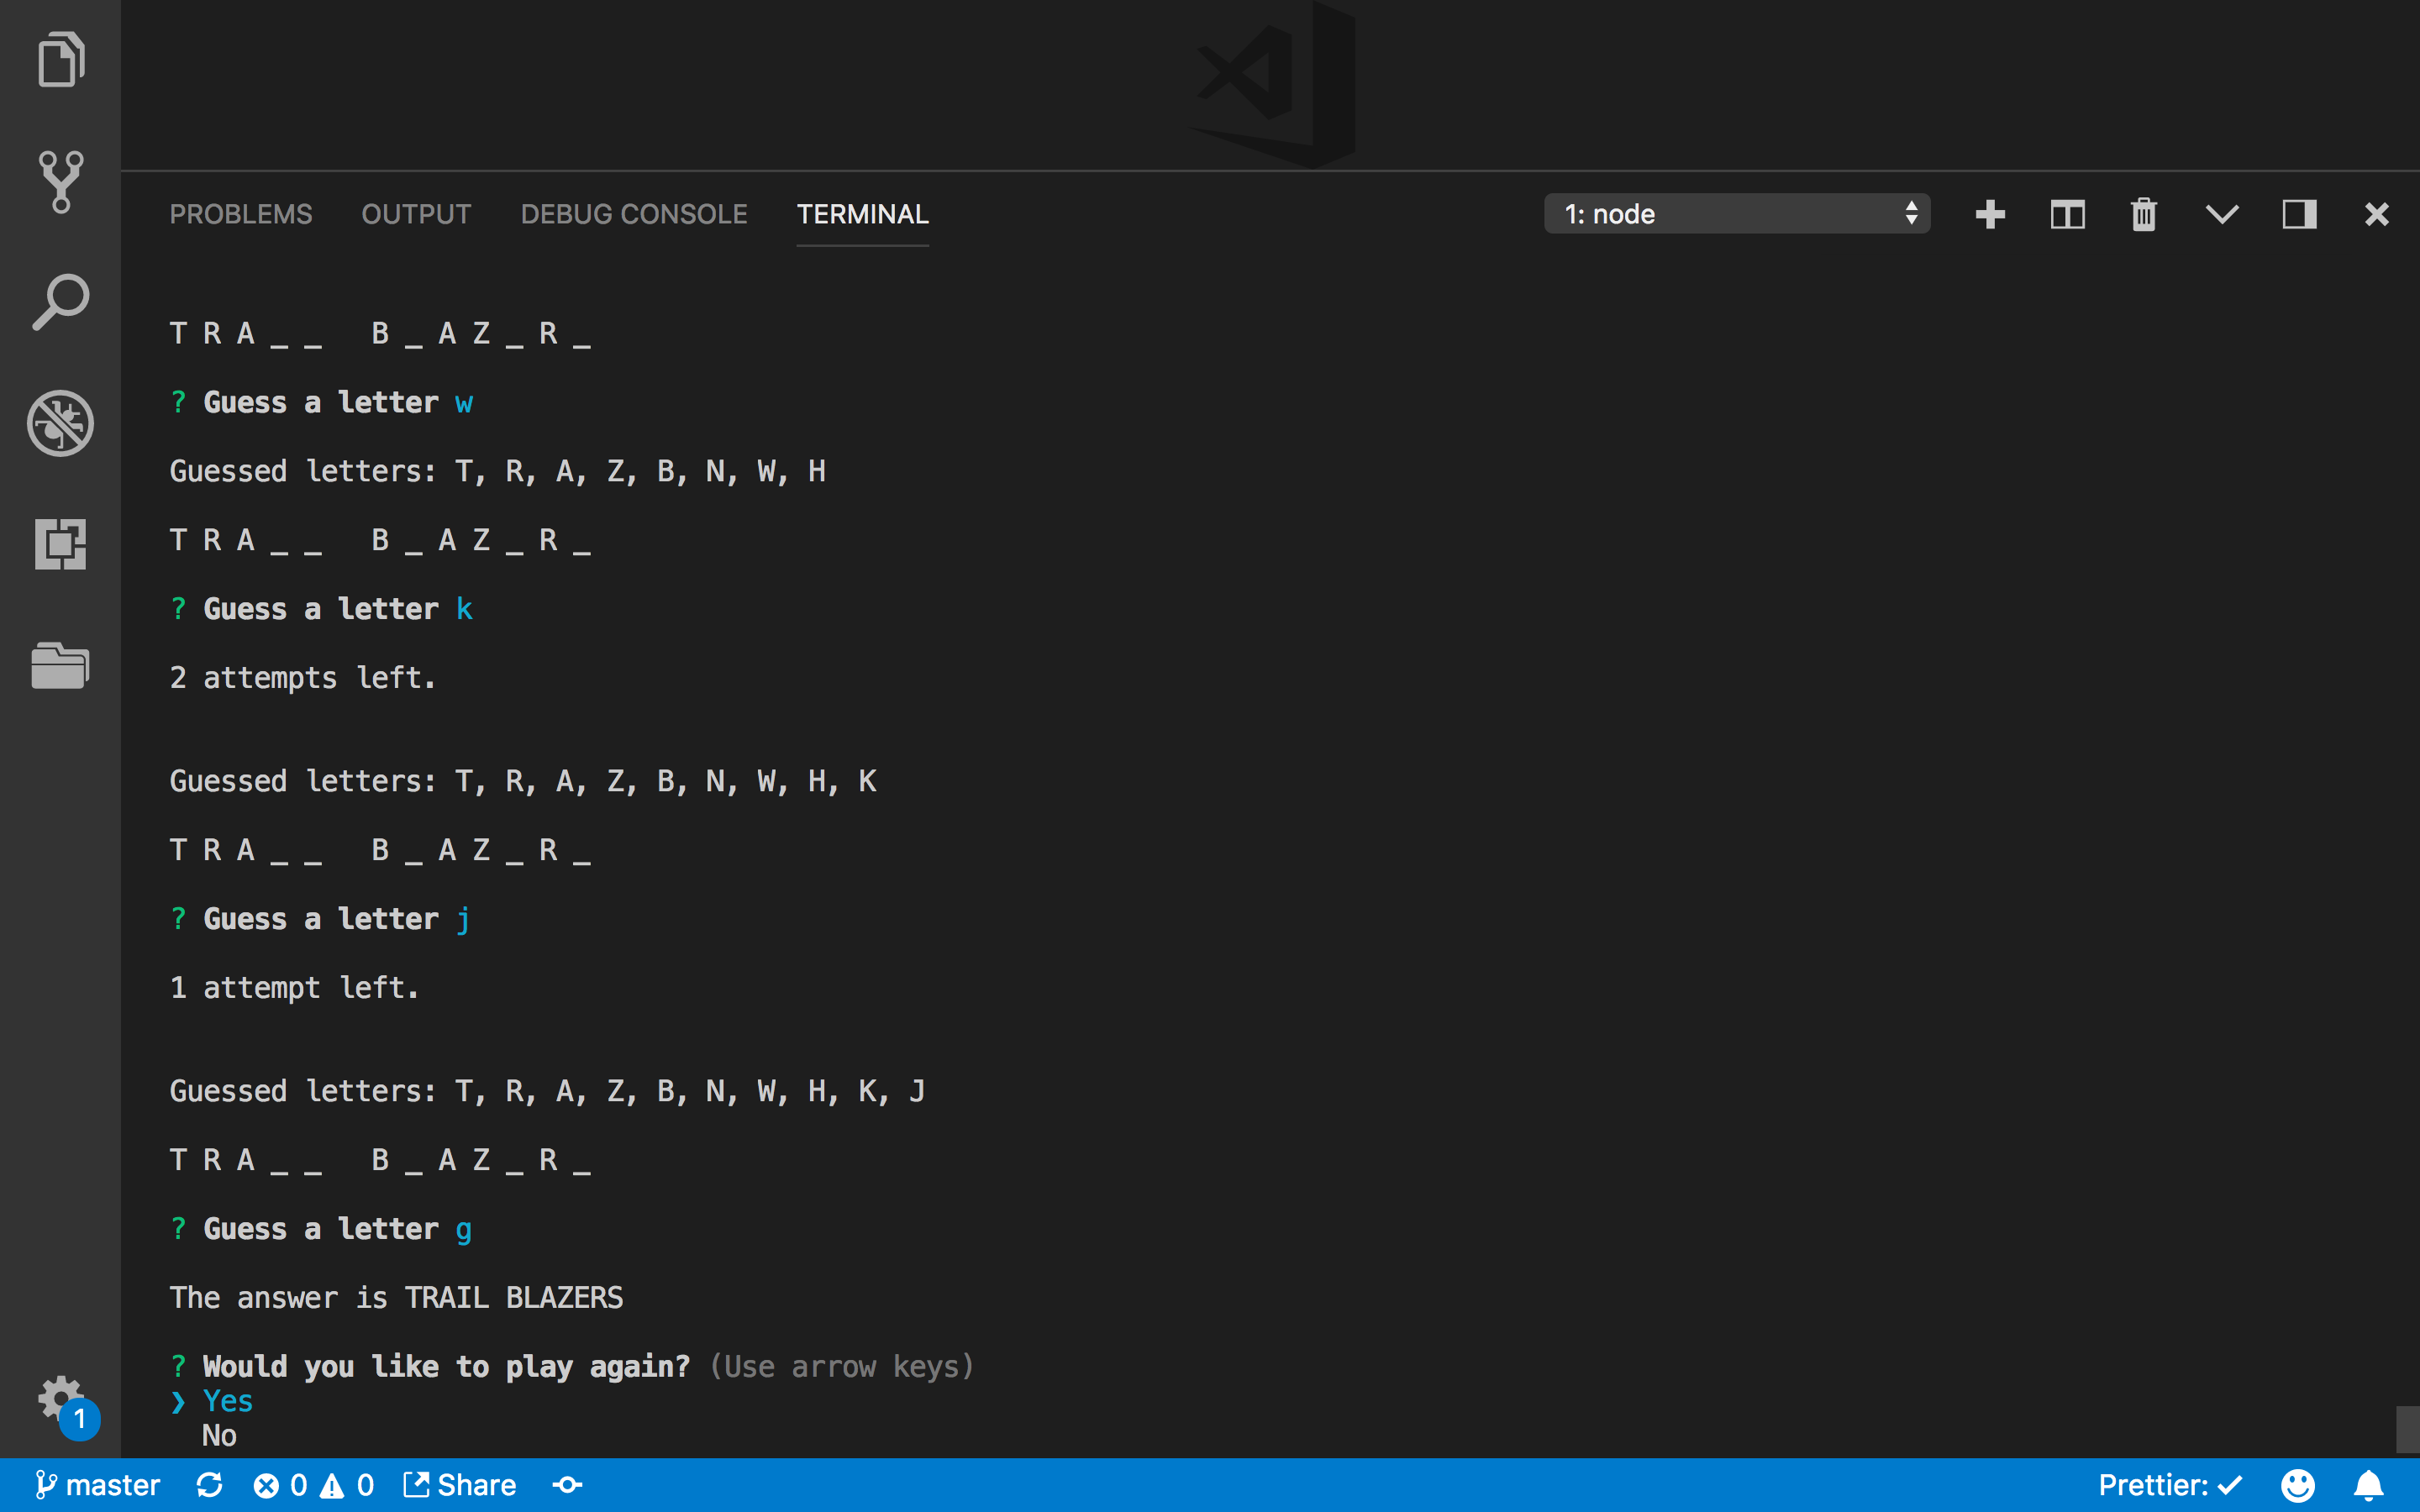 PROBLEMS OUTPUT DEBUG CONSOLE TERMINAL 1: node
T R A _ _   B _ A Z _ R _
? Guess a letter w
Guessed letters: T, R, A, Z, B, N, W, H
T R A _ _   B _ A Z _ R _
? Guess a letter k
2 attempts left.
Guessed letters: T, R, A, Z, B, N, W, H, K
T R A _ _   B _ A Z _ R _
? Guess a letter j
1 attempt left.
Guessed letters: T, R, A, Z, B, N, W, H, K, J
T R A _ _   B _ A Z _ R _
? Guess a letter g
The answer is TRAIL BLAZERS
? Would you like to play again? (Use arrow keys)
❯ Yes
No
1
master 0 0 Share Prettier: ✓